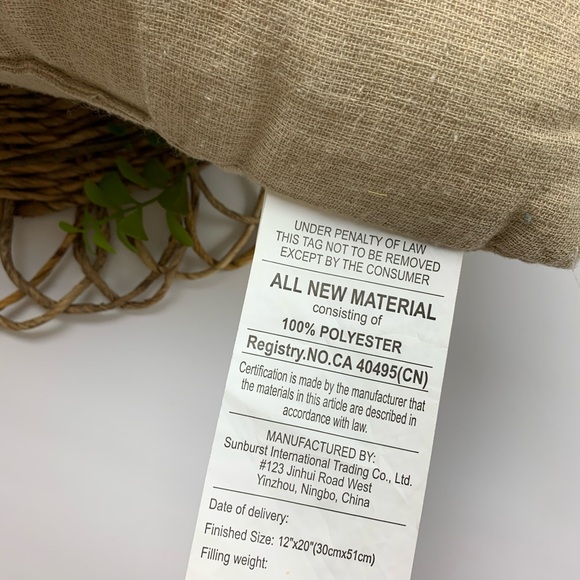 UNDER PENALTY OF LAW
THIS TAG NOT TO BE REMOVED
EXCEPT BY THE CONSUMER
ALL NEW MATERIAL
consisting of
100% POLYESTER
Registry.NO.CA 40495(CN)
Certification is made by the manufacturer that
the materials in this article are described in
accordance with law.
MANUFACTURED BY:
Sunburst International Trading Co., Ltd.
#123 Jinhui Road West
Yinzhou, Ningbo, China
Date of delivery:
Finished Size: 12"x20"(30cmx51cm)
Filling weight: